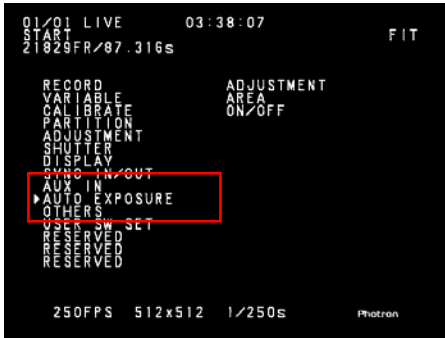 01/01 LIVE 03:38:07
START FIT
21829FR/87.316s
RECORD ADJUSTMENT
VARIABLE AREA
CALIBRATE ON/OFF
PARTITION
ADJUSTMENT
SHUTTER
DISPLAY
SYNC IN/OUT
AUX IN
▶AUTO EXPOSURE
OTHERS
USER SW SET
RESERVED
RESERVED
RESERVED
250FPS 512x512 1/250s Photron